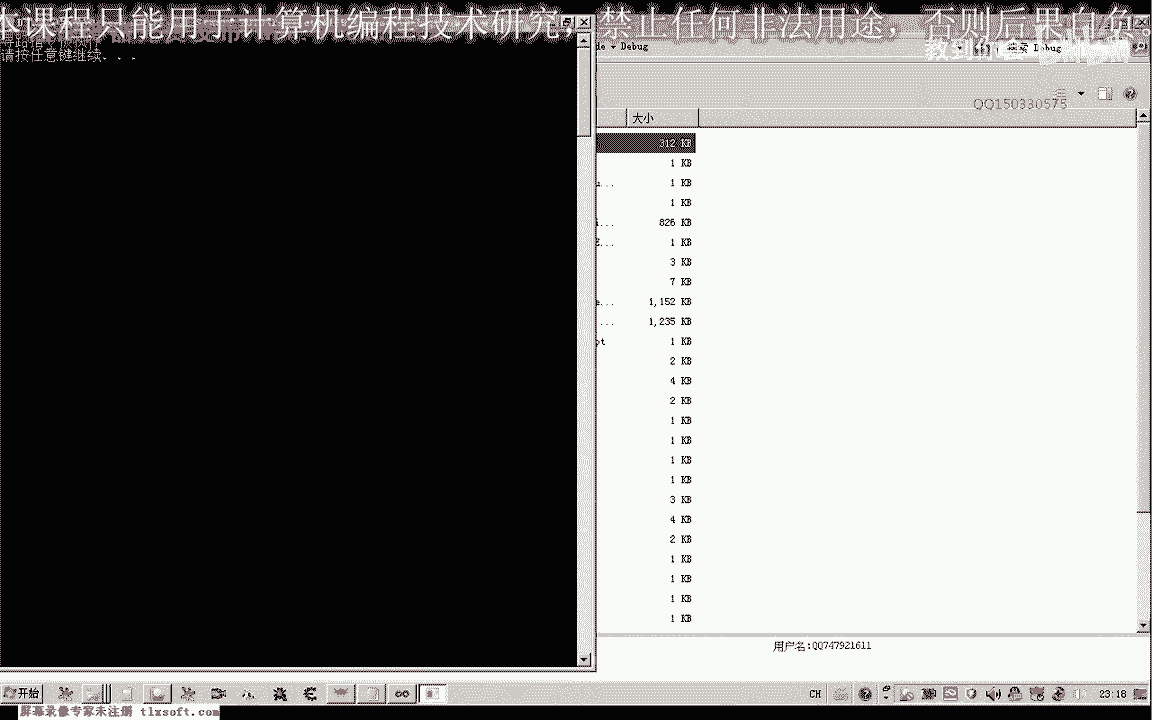 本课程只能用于计算机编程技术研究，禁止任何非法用途，否则后果自负。
请按任意键继续. . .
de ▾ Debug
搜索 Debug
QQ150330575
大小
312 KB
1 KB
u... 1 KB
1 KB
826 KB
1 KB
3 KB
7 KB
e... 1,152 KB
... 1,235 KB
pt 1 KB
2 KB
4 KB
2 KB
1 KB
1 KB
1 KB
1 KB
3 KB
4 KB
2 KB
1 KB
1 KB
1 KB
1 KB
用户名:QQ747921611
开始
CH
23:18
屏幕录像专家未注册 tlxsoft.com